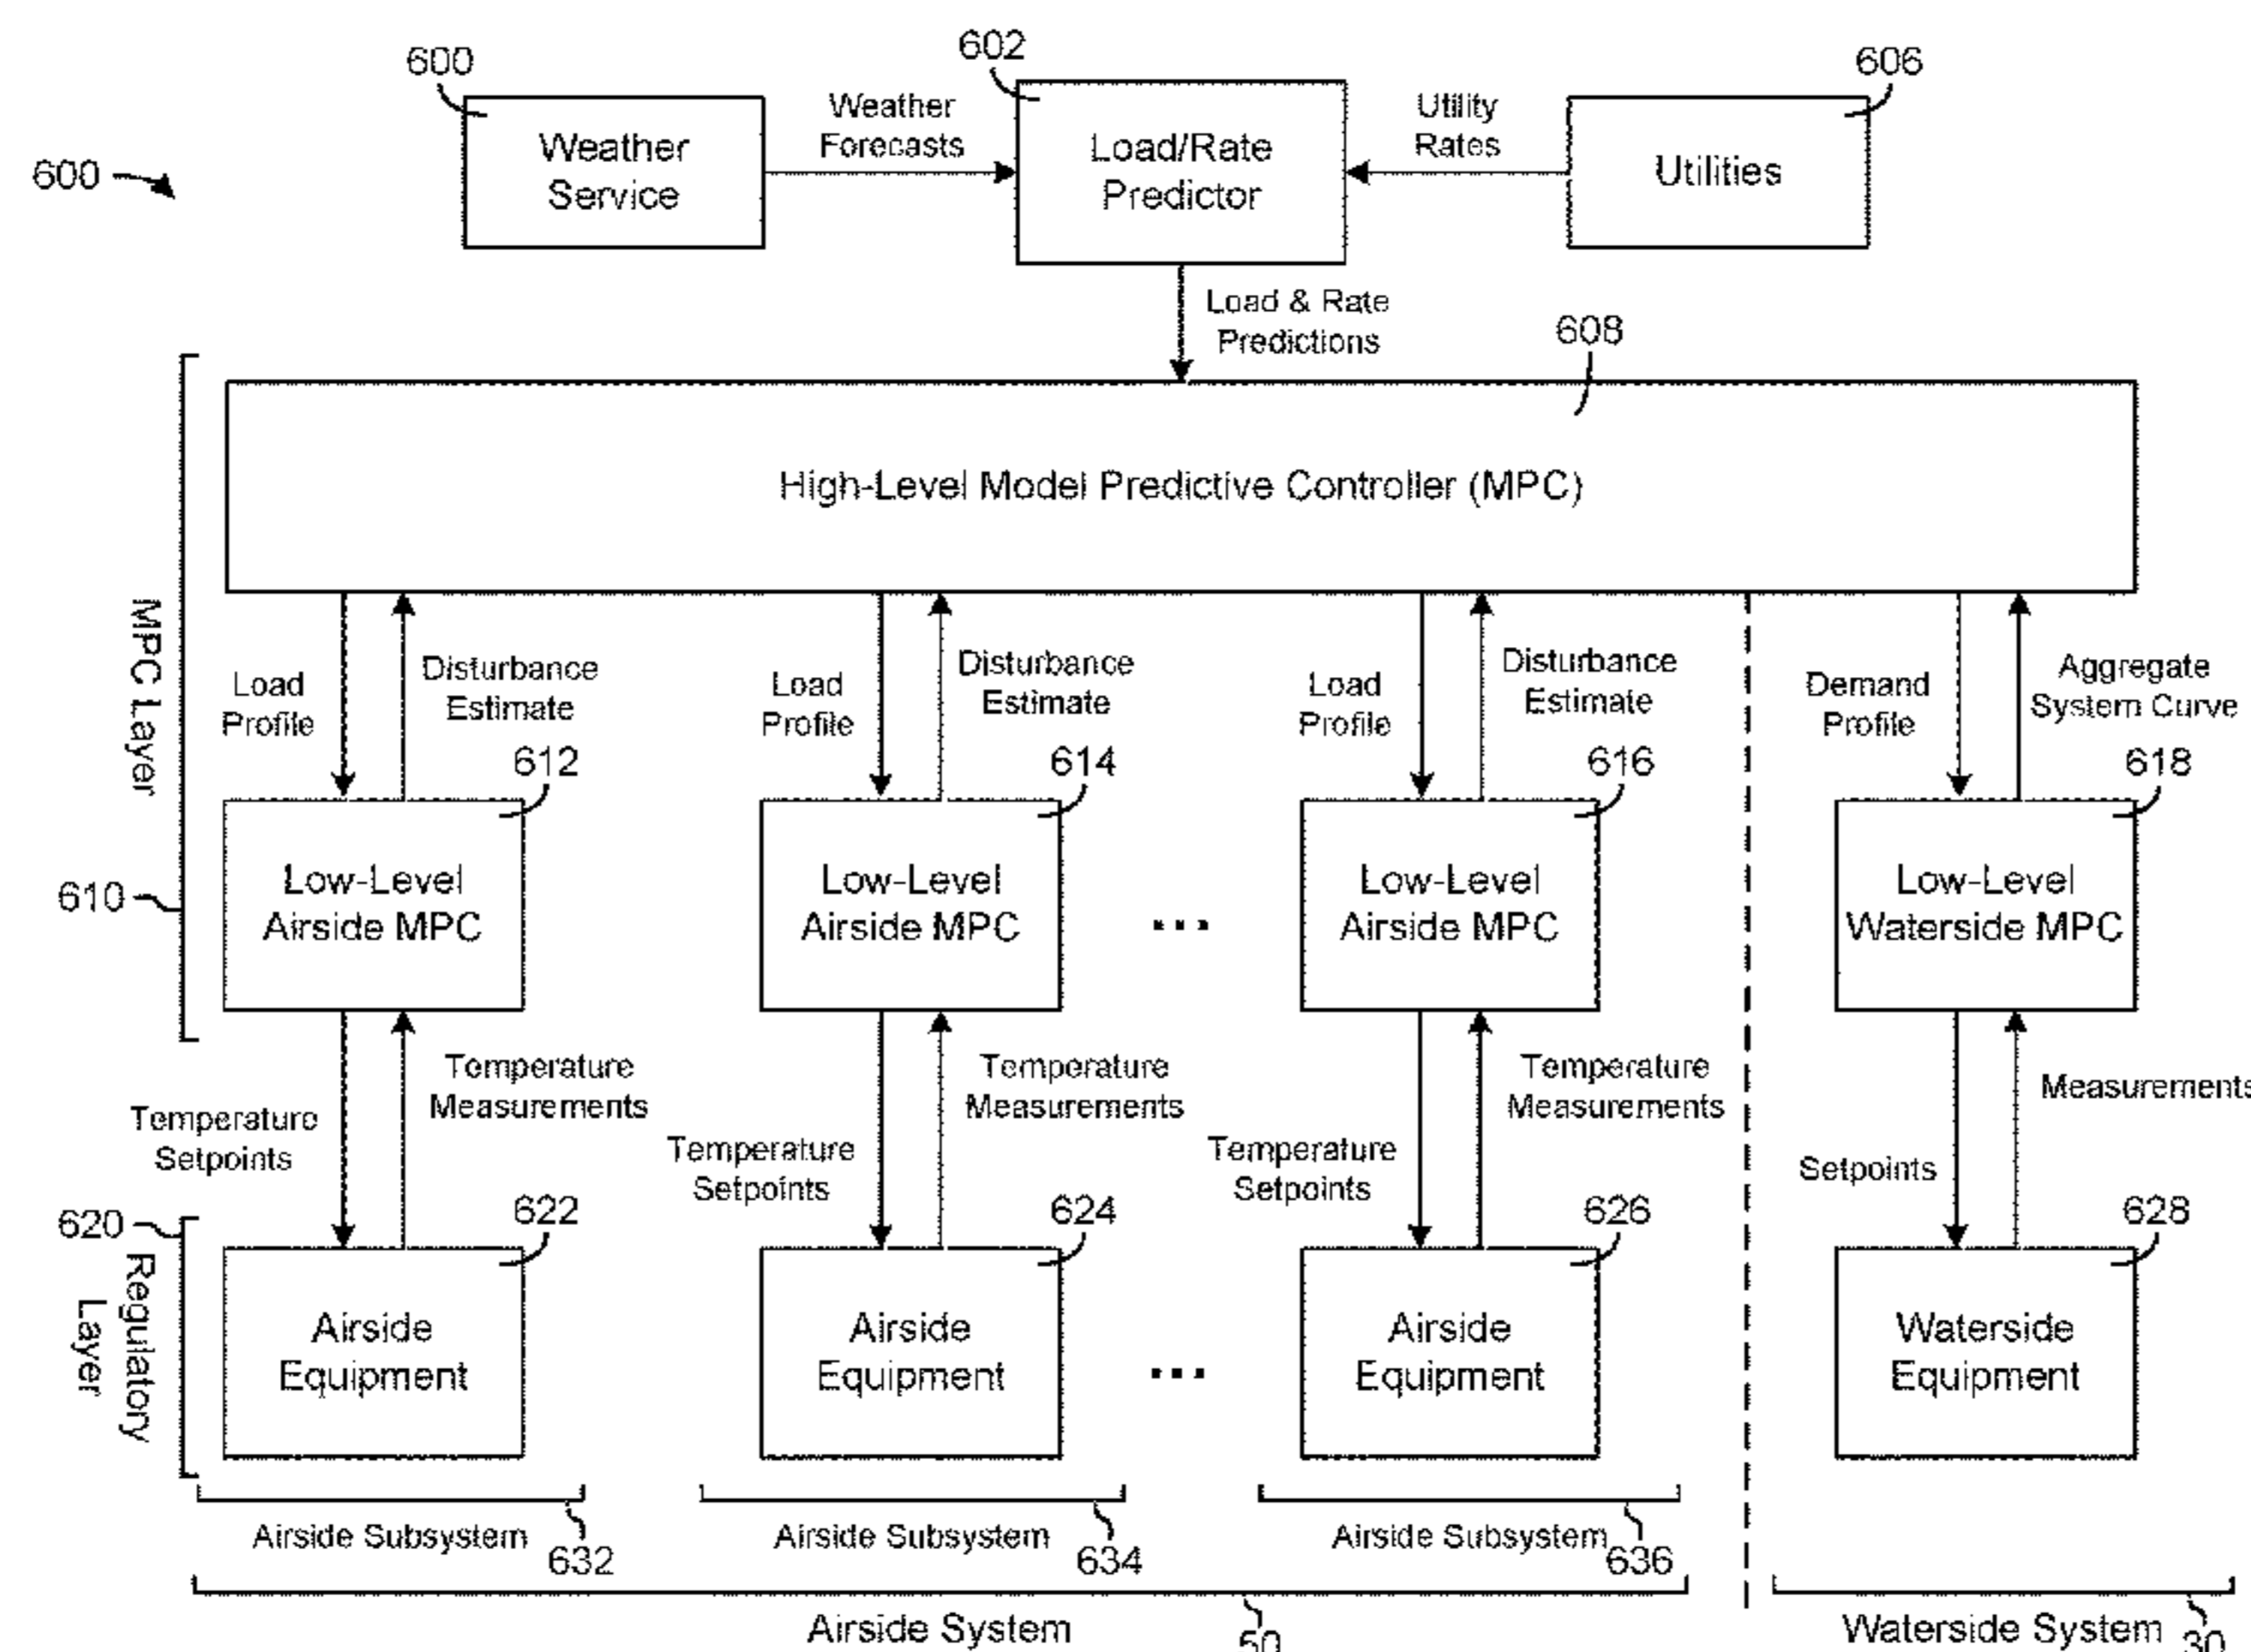 600
602
606
600
Weather
Service
Weather
Forecasts
Load/Rate
Predictor
Utility
Rates
Utilities
Load & Rate
Predictions
608
High-Level Model Predictive Controller (MPC)
MPC Layer
610
Load
Profile
Disturbance
Estimate
Load
Profile
Disturbance
Estimate
Load
Profile
Disturbance
Estimate
Demand
Profile
Aggregate
System Curve
612
614
616
618
Low-Level
Airside MPC
Low-Level
Airside MPC
...
Low-Level
Airside MPC
Low-Level
Waterside MPC
Temperature
Setpoints
Temperature
Measurements
Temperature
Setpoints
Temperature
Measurements
Temperature
Setpoints
Temperature
Measurements
Setpoints
Measurements
620
Regulatory
Layer
622
624
626
628
Airside
Equipment
Airside
Equipment
...
Airside
Equipment
Waterside
Equipment
Airside Subsystem
632
Airside Subsystem
634
Airside Subsystem
636
Airside System
50
Waterside System
30